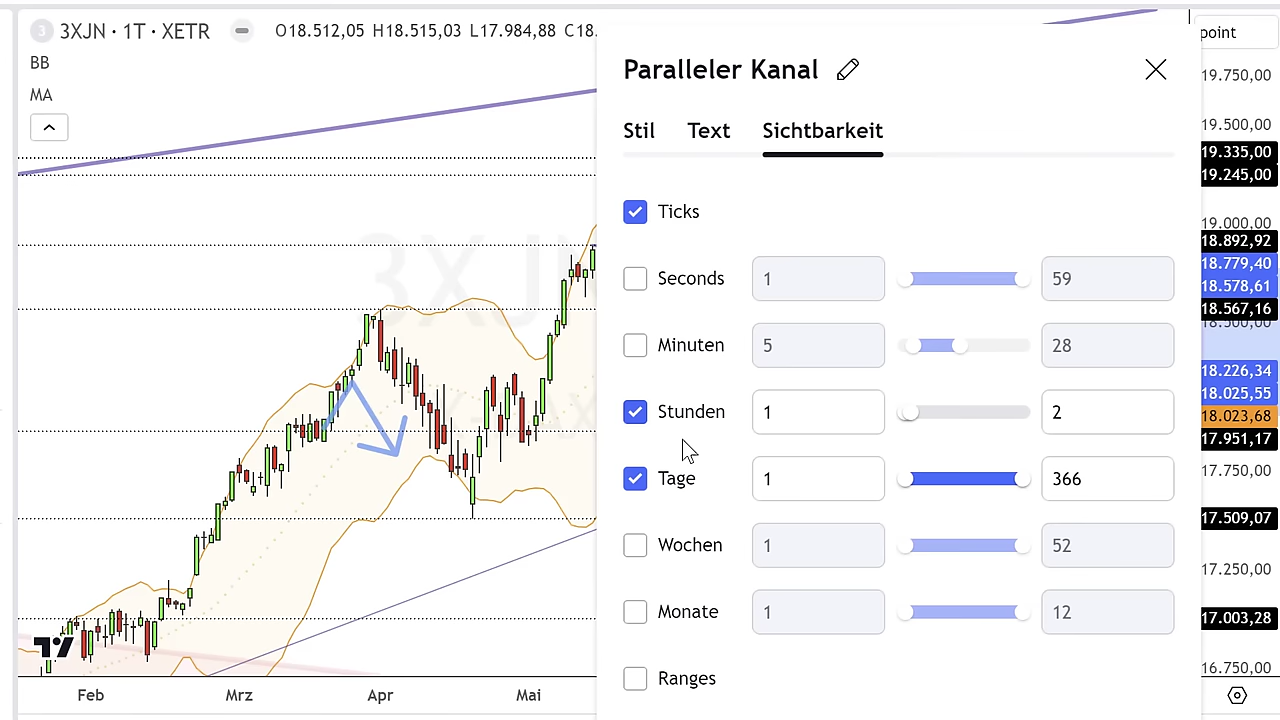 3XJN · 1T · XETR O18.512,05 H18.515,03 L17.984,88 C18.
BB
MA
Paralleler Kanal
Stil Text Sichtbarkeit
Ticks
Seconds 1 59
Minuten 5 28
Stunden 1 2
Tage 1 366
Wochen 1 52
Monate 1 12
Ranges
point
19.750,00
19.500,00
19.335,00
19.245,00
19.000,00
18.892,92
18.779,40
18.578,61
18.567,16
18.500,00
18.226,34
18.025,55
18.023,68
17.951,17
17.750,00
17.509,07
17.250,00
17.003,28
16.750,00
Feb Mrz Apr Mai